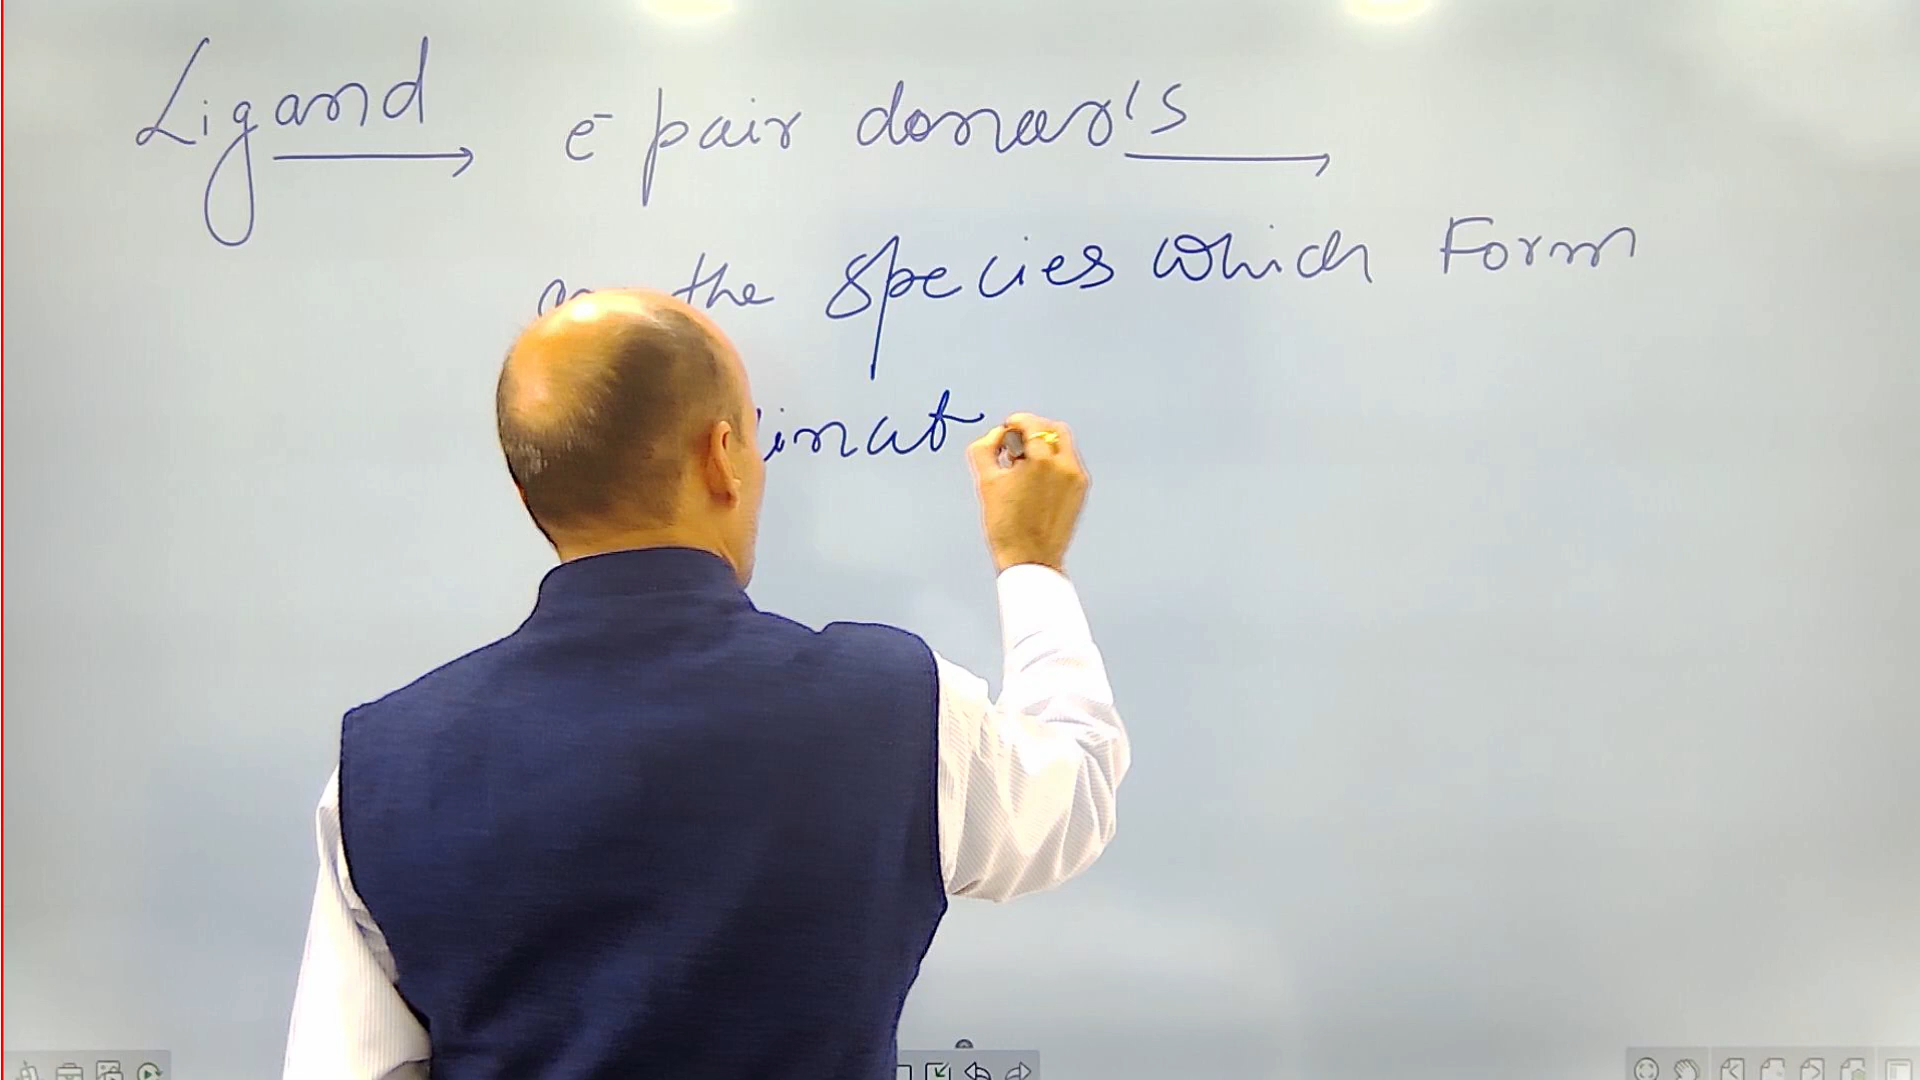 Ligand → e⁻ pair donar's →
the species which Form
inat